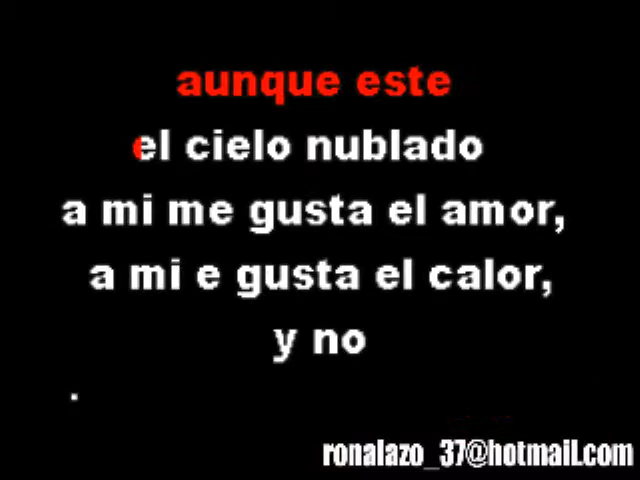 aunque este
el cielo nublado
a mi me gusta el amor,
a mi e gusta el calor,
y no
.
ronalazo_37@hotmail.com